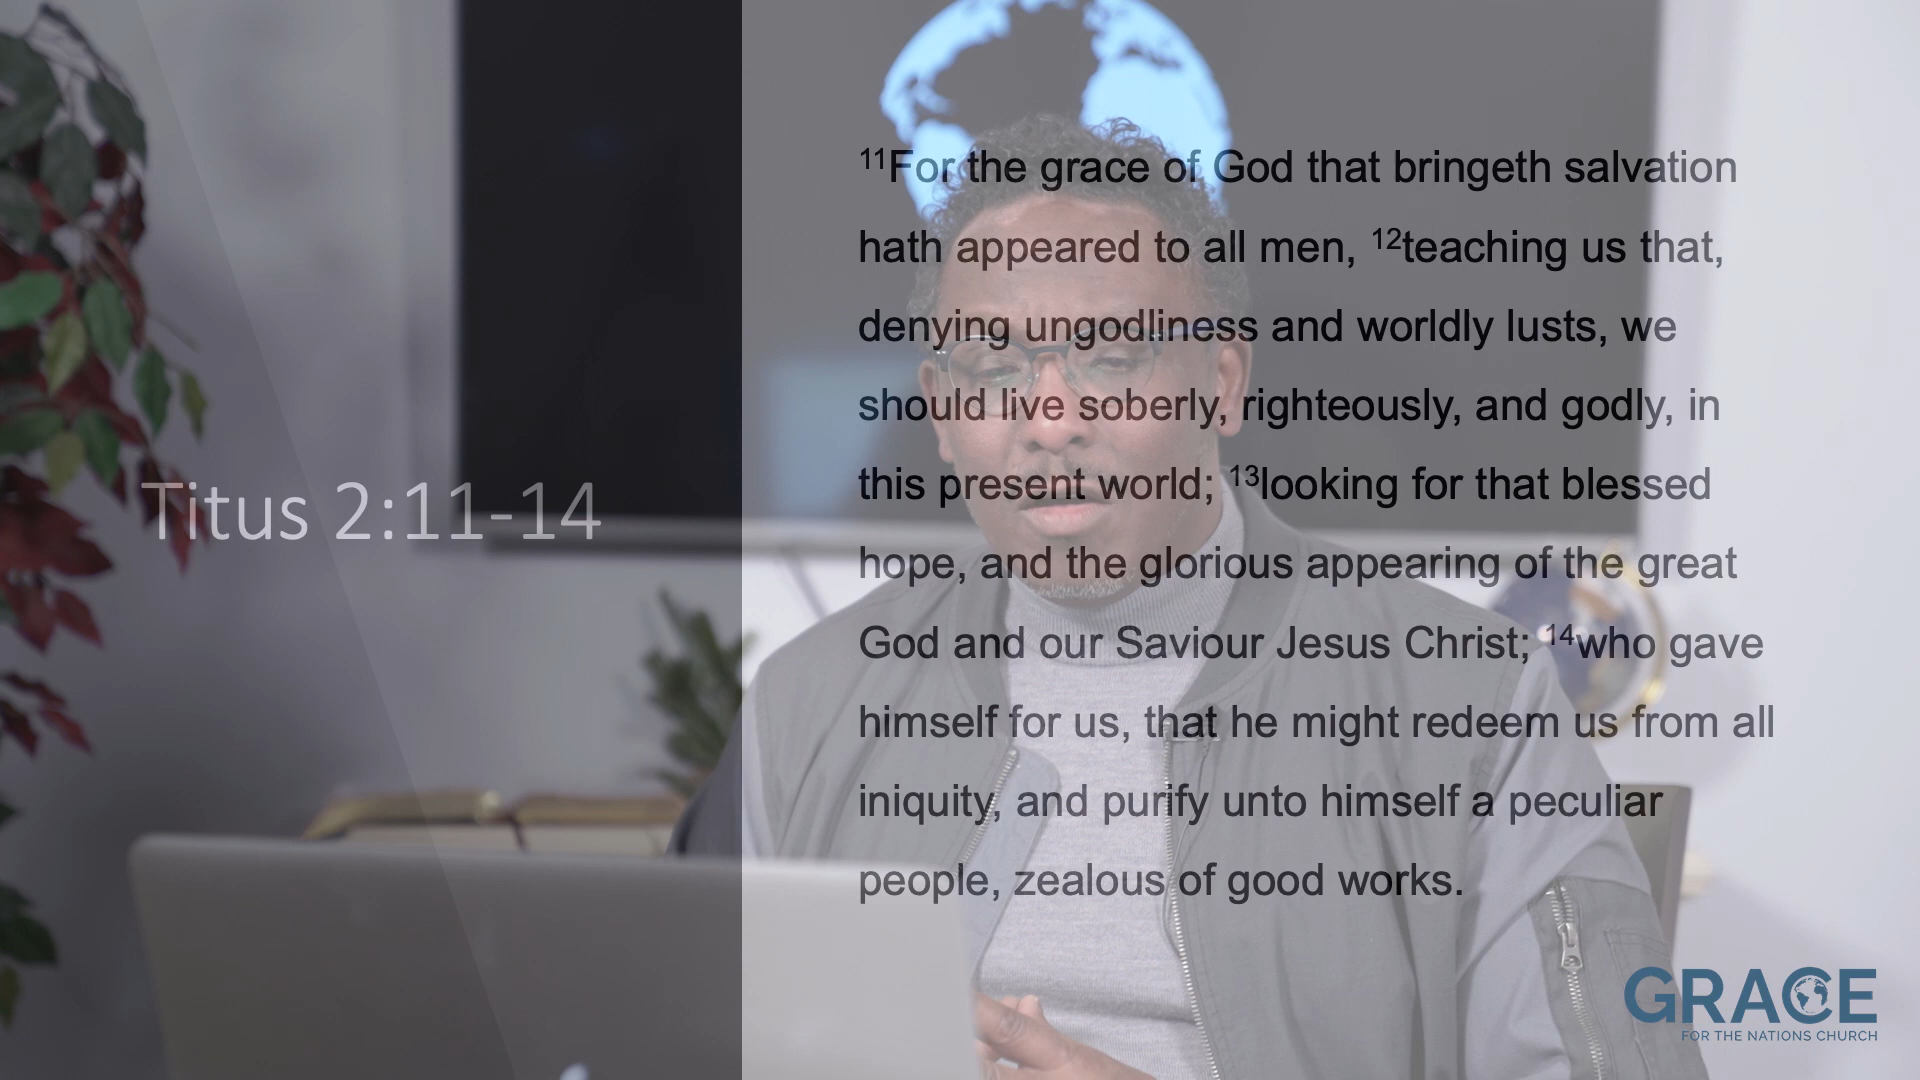 Titus 2:11-14
¹¹For the grace of God that bringeth salvation
hath appeared to all men, ¹²teaching us that,
denying ungodliness and worldly lusts, we
should live soberly, righteously, and godly, in
this present world; ¹³looking for that blessed
hope, and the glorious appearing of the great
God and our Saviour Jesus Christ; ¹⁴who gave
himself for us, that he might redeem us from all
iniquity, and purify unto himself a peculiar
people, zealous of good works.
GRACE
FOR THE NATIONS CHURCH